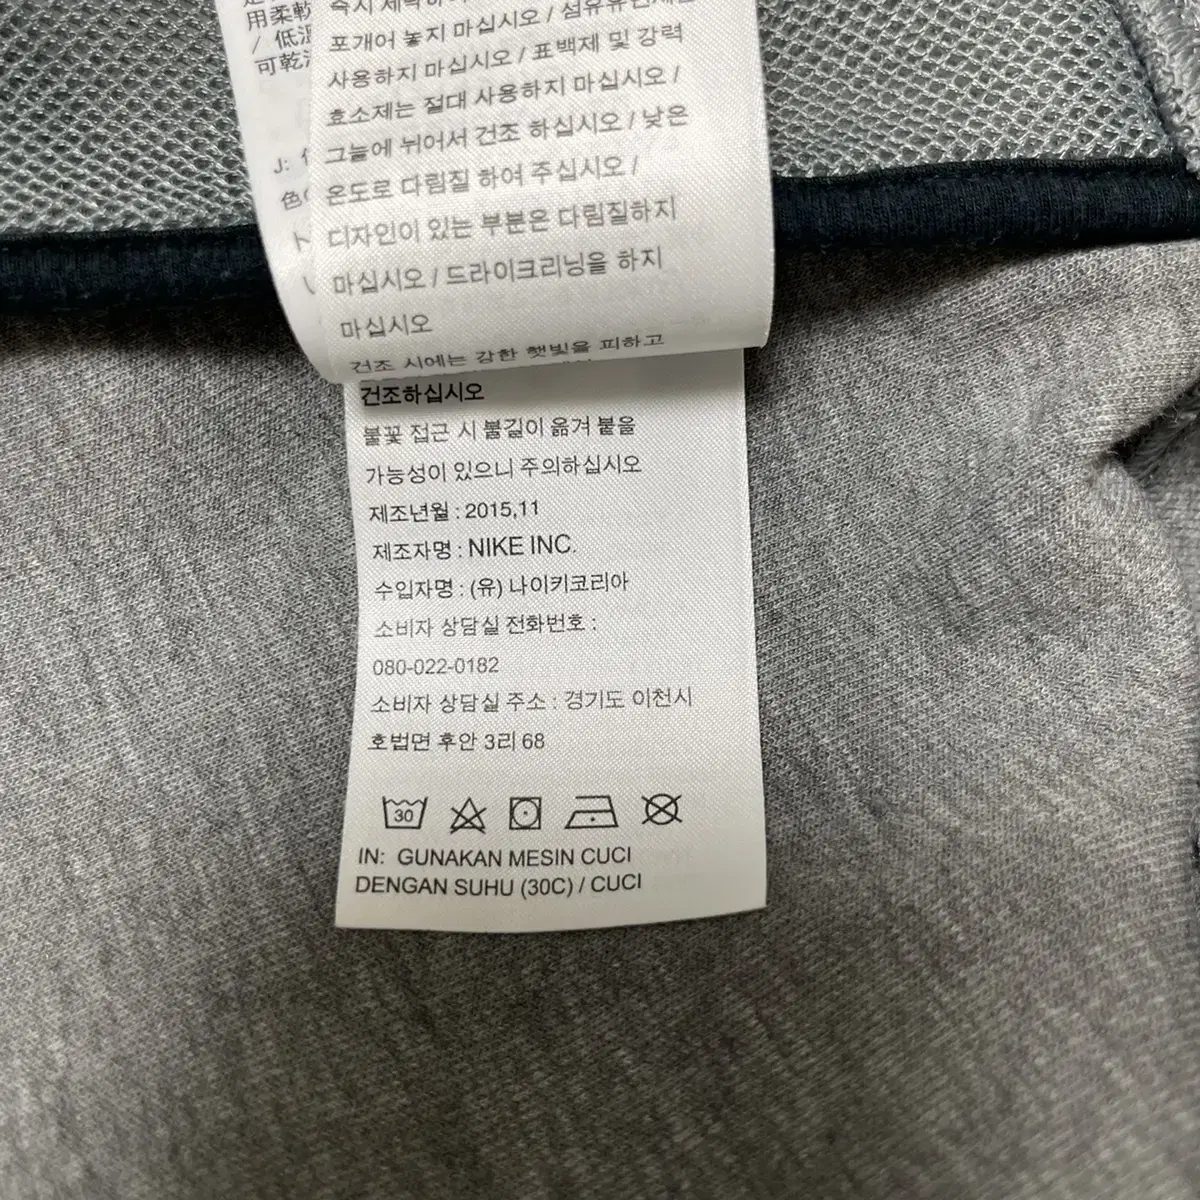 用柔軟
/ 低温
可乾
J:
色
포개어 놓지 마십시오 / 섬유유연제는
사용하지 마십시오 / 표백제 및 강력
효소제는 절대 사용하지 마십시오 /
그늘에 뉘어서 건조 하십시오 / 낮은
온도로 다림질 하여 주십시오 /
디자인이 있는 부분은 다림질하지
마십시오 / 드라이크리닝을 하지
마십시오
건조 시에는 강한 햇빛을 피하고
건조하십시오
불꽃 접근 시 불길이 옮겨 붙을
가능성이 있으니 주의하십시오
제조년월 : 2015,11
제조자명 : NIKE INC.
수입자명 : (유) 나이키코리아
소비자 상담실 전화번호 :
080-022-0182
소비자 상담실 주소 : 경기도 이천시
호법면 후안 3리 68
30
IN: GUNAKAN MESIN CUCI
DENGAN SUHU (30C) / CUCI